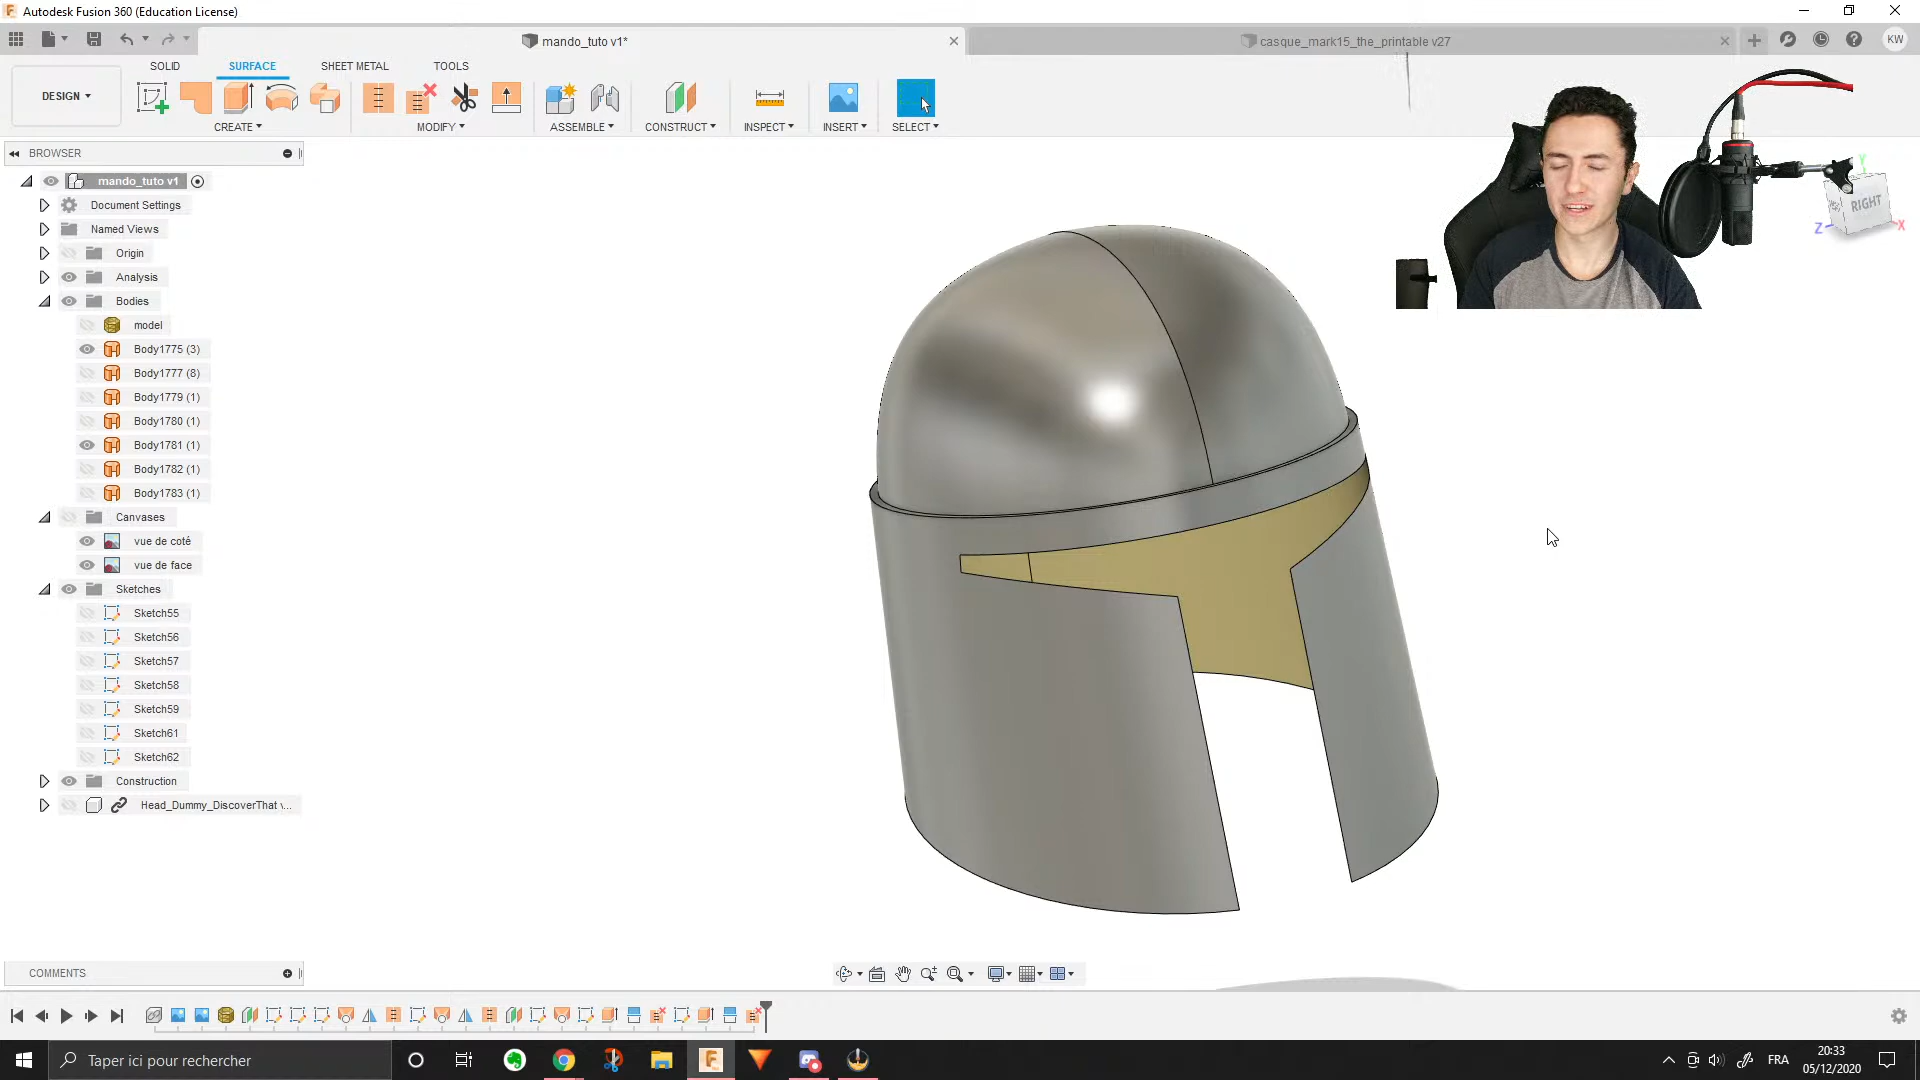 Autodesk Fusion 360 (Education License)
mando_tuto v1*
casque_mark15_the_printable v27
KW
SOLID
SURFACE
SHEET METAL
TOOLS
DESIGN
CREATE
MODIFY
ASSEMBLE
CONSTRUCT
INSPECT
INSERT
SELECT
BROWSER
mando_tuto v1
Document Settings
Named Views
Origin
Analysis
Bodies
model
Body1775 (3)
Body1777 (8)
Body1779 (1)
Body1780 (1)
Body1781 (1)
Body1782 (1)
Body1783 (1)
Canvases
vue de coté
vue de face
Sketches
Sketch55
Sketch56
Sketch57
Sketch58
Sketch59
Sketch61
Sketch62
Construction
Head_Dummy_DiscoverThat v...
Y
RIGHT
Z
X
COMMENTS
Taper ici pour rechercher
FRA
20:33
05/12/2020